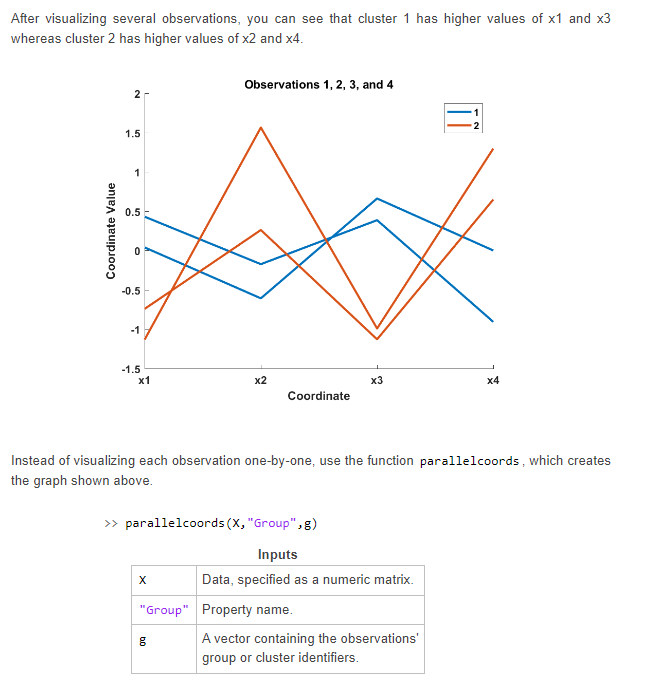 After visualizing several observations, you can see that cluster 1 has higher values of x1 and x3
whereas cluster 2 has higher values of x2 and x4.
Observations 1, 2, 3, and 4
2
1.5
1
0.5
0
-0.5
-1
-1.5
Coordinate Value
1
2
x1
x2
x3
x4
Coordinate
Instead of visualizing each observation one-by-one, use the function parallelcoords, which creates
the graph shown above.
>> parallelcoords(X,"Group",g)
Inputs
X
Data, specified as a numeric matrix.
"Group"
Property name.
g
A vector containing the observations'
group or cluster identifiers.